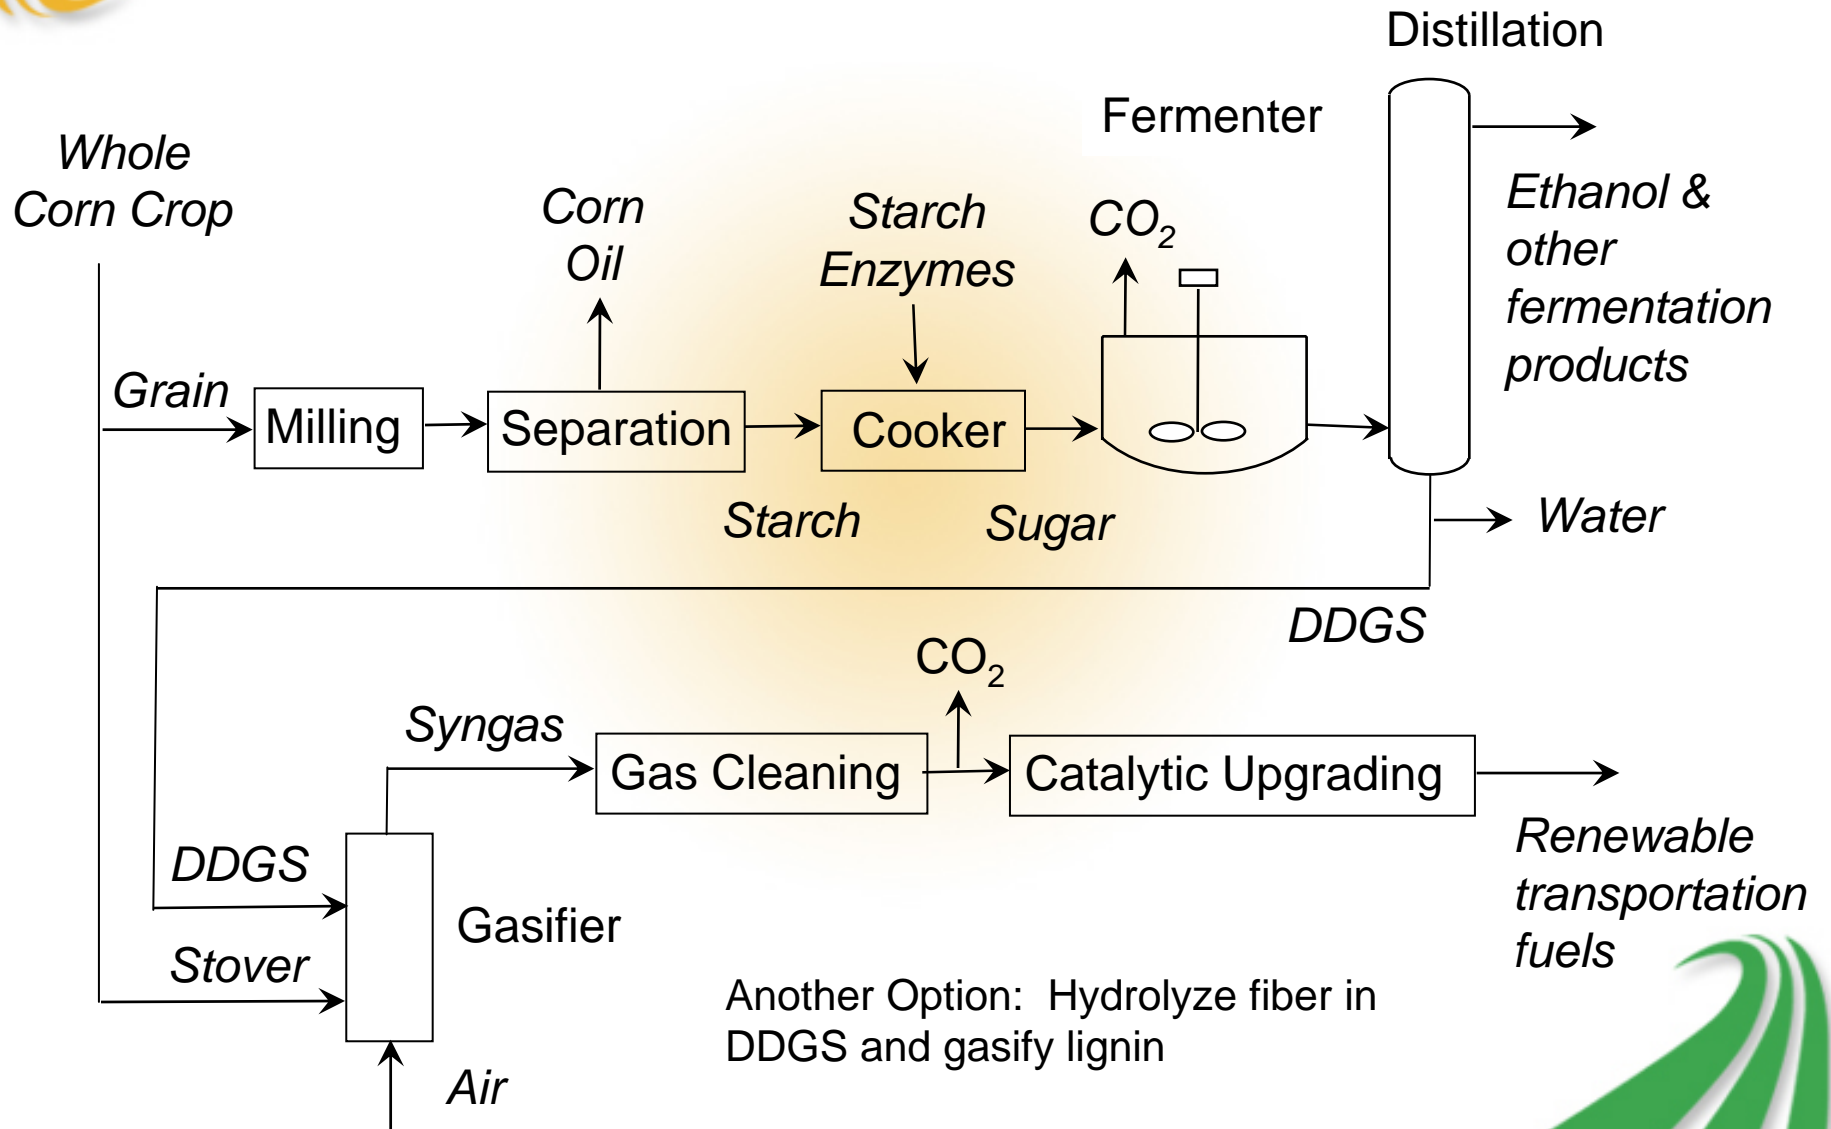 Distillation
Fermenter
Whole
Corn Crop
Corn
Oil
Starch
Enzymes
CO2
Ethanol &
other
fermentation
products
Grain
Milling
Separation
Cooker
Starch
Sugar
Water
DDGS
CO2
Syngas
Gas Cleaning
Catalytic Upgrading
Renewable
transportation
fuels
DDGS
Gasifier
Stover
Another Option:  Hydrolyze fiber in
DDGS and gasify lignin
Air